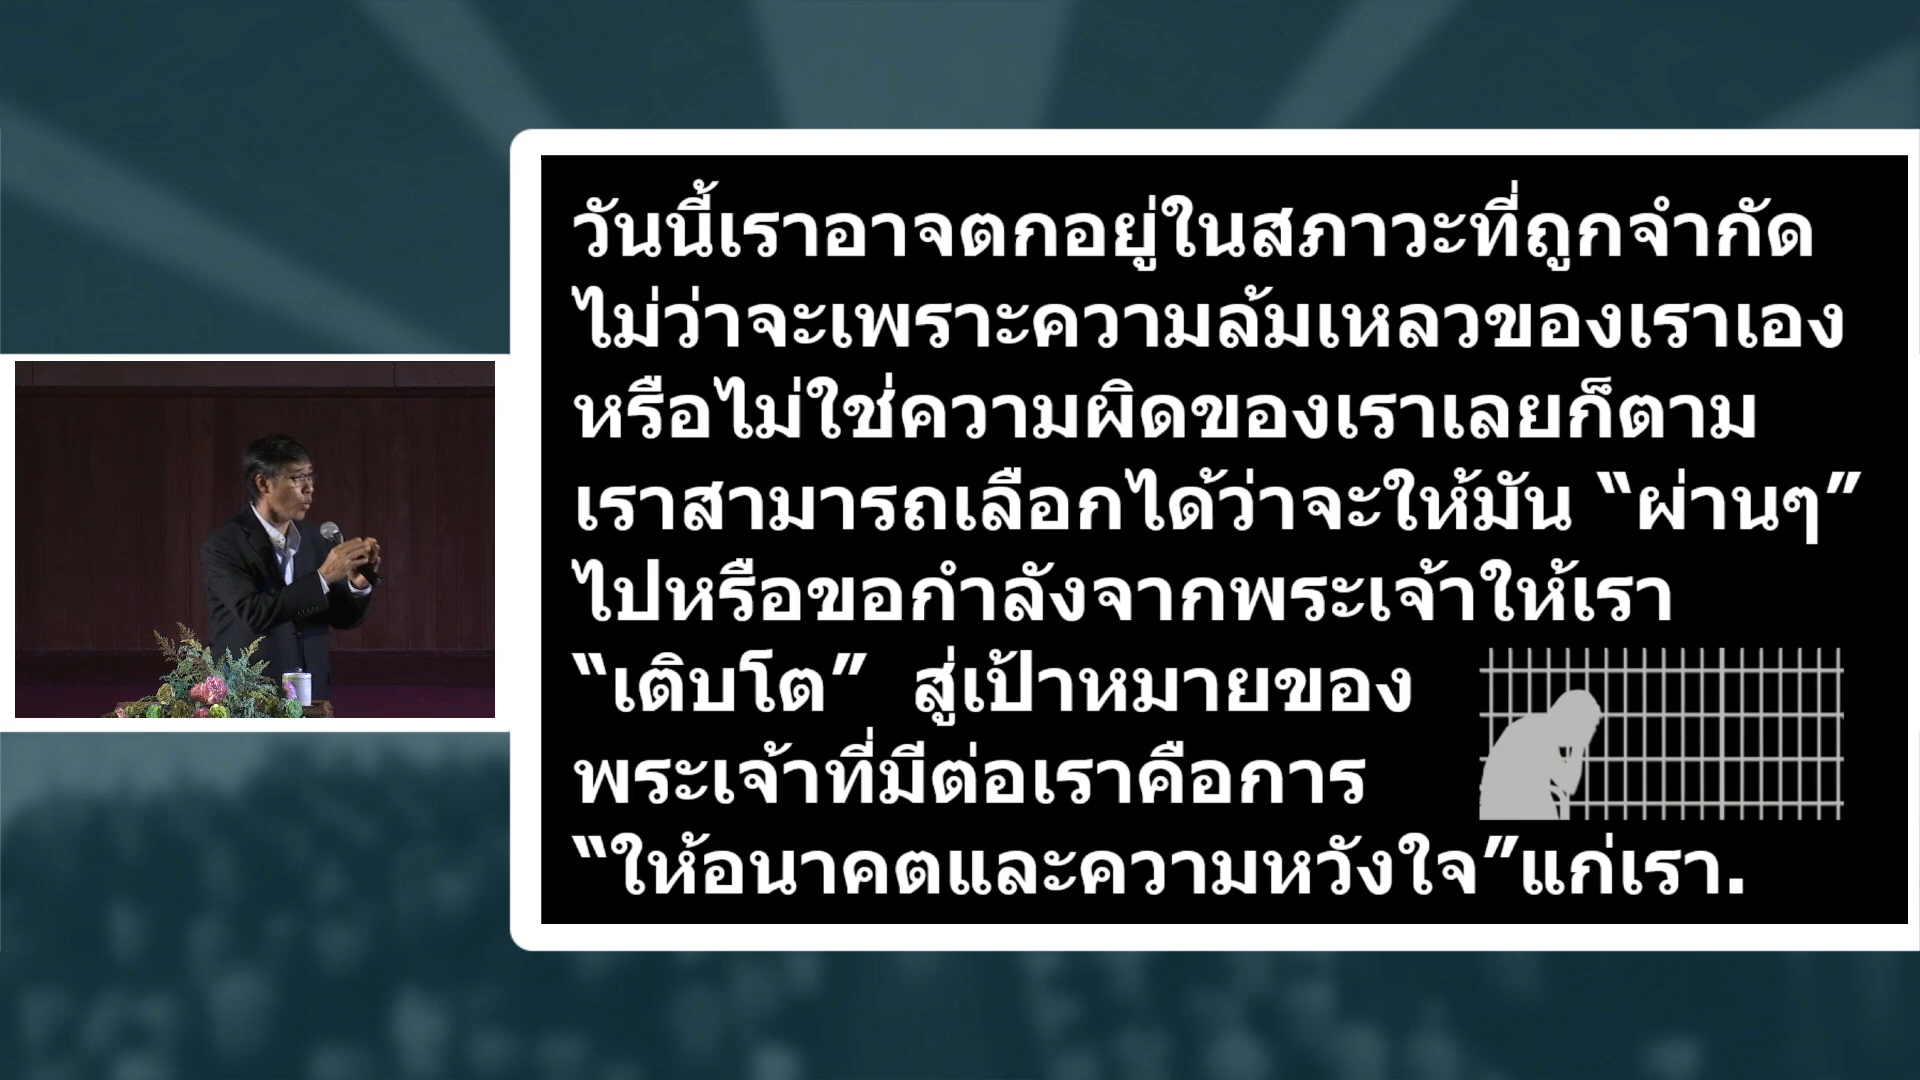 วันนี้เราอาจตกอยู่ในสภาวะที่ถูกจำกัด
ไม่ว่าจะเพราะความล้มเหลวของเราเอง
หรือไม่ใช่ความผิดของเราเลยก็ตาม
เราสามารถเลือกได้ว่าจะให้มัน “ผ่านๆ”
ไปหรือขอกำลังจากพระเจ้าให้เรา
“เติบโต” สู่เป้าหมายของ
พระเจ้าที่มีต่อเราคือการ
“ให้อนาคตและความหวังใจ”แก่เรา.